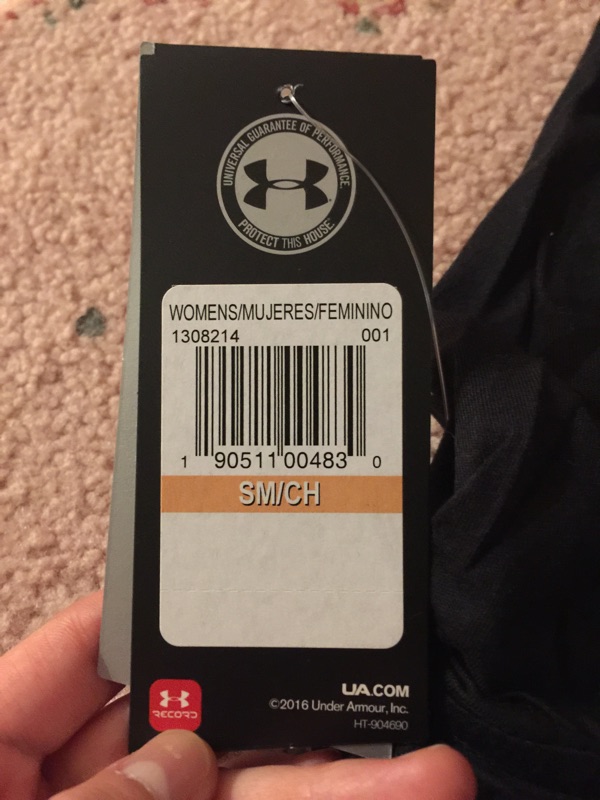 UNIVERSAL GUARANTEE OF PERFORMANCE.
PROTECT THIS HOUSE.
WOMENS/MUJERES/FEMININO
1308214 001
1 90511 00483 0
SM/CH
RECORD
UA.COM
©2016 Under Armour, Inc.
HT-904690